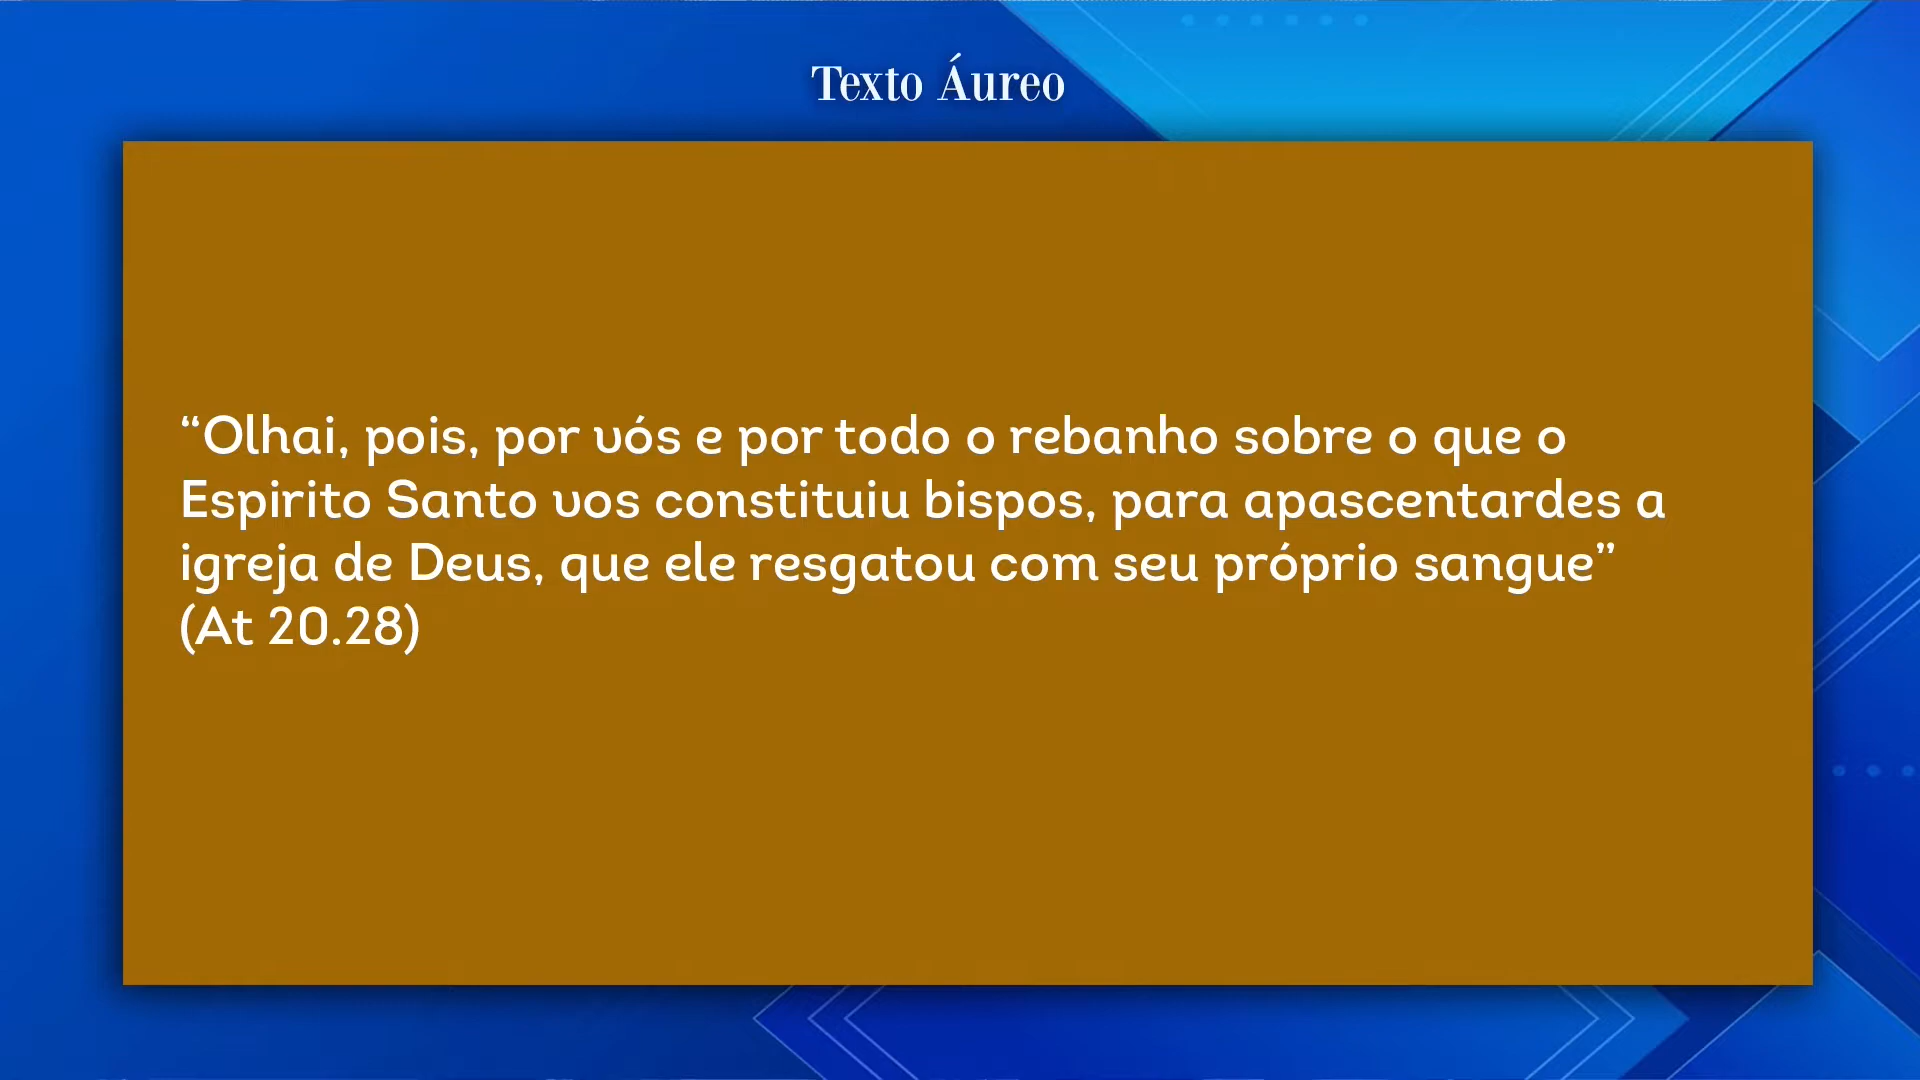 Texto Áureo
“Olhai, pois, por vós e por todo o rebanho sobre o que o
Espirito Santo vos constituiu bispos, para apascentardes a
igreja de Deus, que ele resgatou com seu próprio sangue”
(At 20.28)